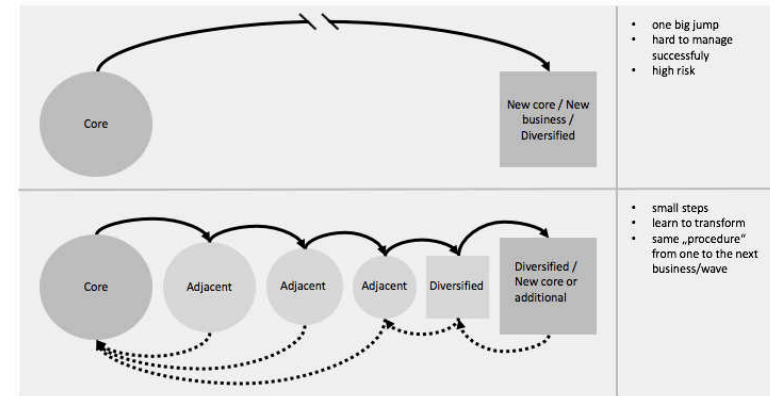 Core
New core / New
business /
Diversified
• one big jump
• hard to manage
successfuly
• high risk
Core
Adjacent
Adjacent
Adjacent
Diversified
Diversified /
New core or
additional
• small steps
• learn to transform
• same „procedure“
from one to the next
business/wave